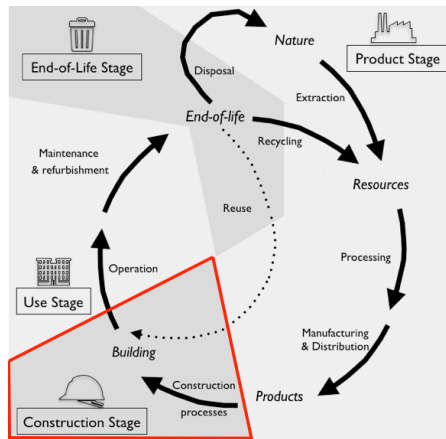 Nature
End-of-Life Stage
Product Stage
Disposal
Extraction
End-of-life
Recycling
Maintenance
& refurbishment
Resources
Reuse
Processing
Operation
Use Stage
Manufacturing
& Distribution
Building
Construction
processes
Products
Construction Stage